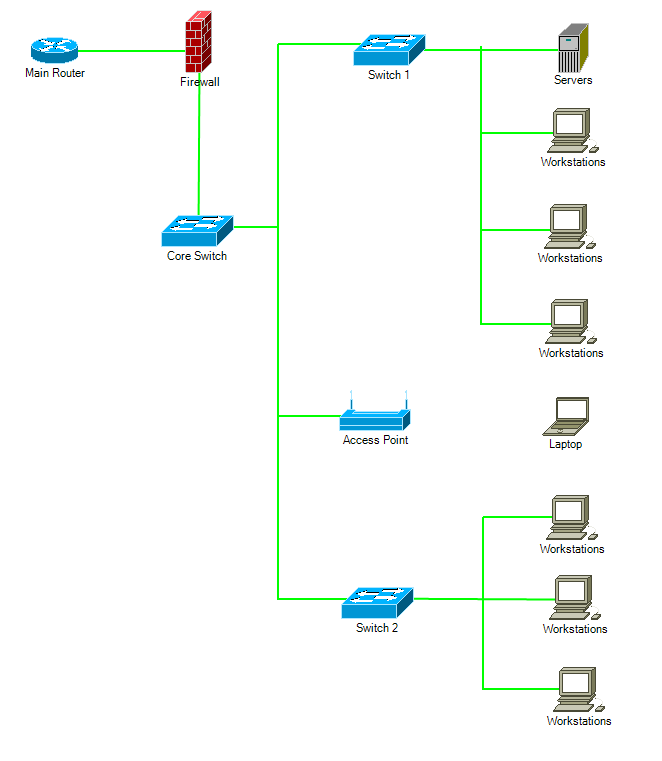 Main Router
Firewall
Switch 1
Servers
Workstations
Core Switch
Workstations
Workstations
Access Point
Laptop
Workstations
Switch 2
Workstations
Workstations